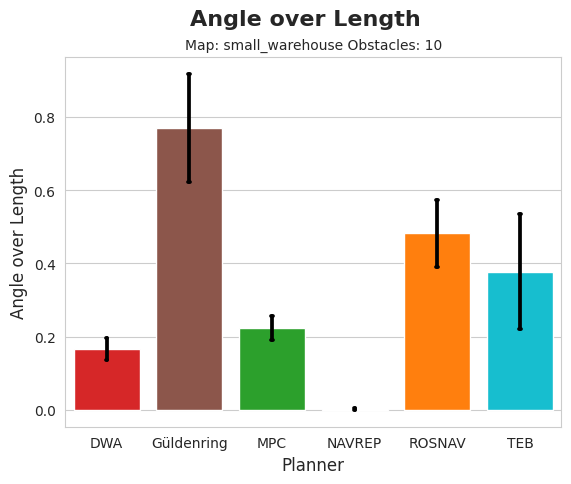 Angle over Length
Map: small_warehouse Obstacles: 10
Angle over Length
0.8
0.6
0.4
0.2
0.0
DWA Güldenring MPC NAVREP ROSNAV TEB
Planner